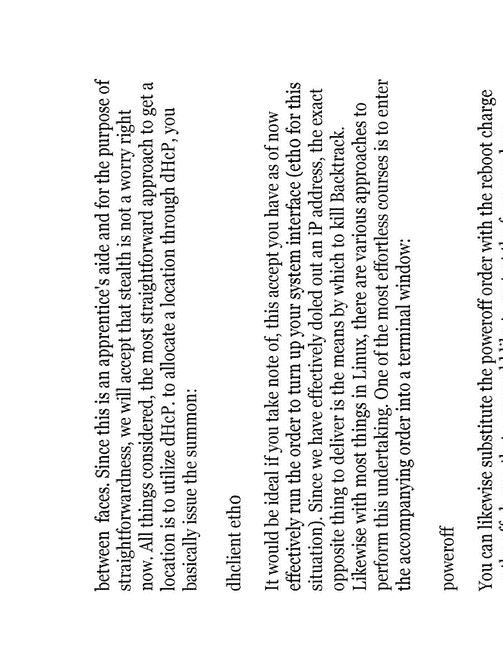 between faces. Since this is an apprentice's aide and for the purpose of
straightforwardness, we will accept that stealth is not a worry right
now. All things considered, the most straightforward approach to get a
location is to utilize dHcP. to allocate a location through dHcP, you
basically issue the summon:
dhclient etho
It would be ideal if you take note of, this accept you have as of now
effectively run the order to turn up your system interface (etho for this
situation). Since we have effectively doled out an iP address, the exact
opposite thing to deliver is the means by which to kill Backtrack.
Likewise with most things in Linux, there are various approaches to
perform this undertaking. One of the most effortless courses is to enter
the accompanying order into a terminal window:
poweroff
You can likewise substitute the poweroff order with the reboot charge